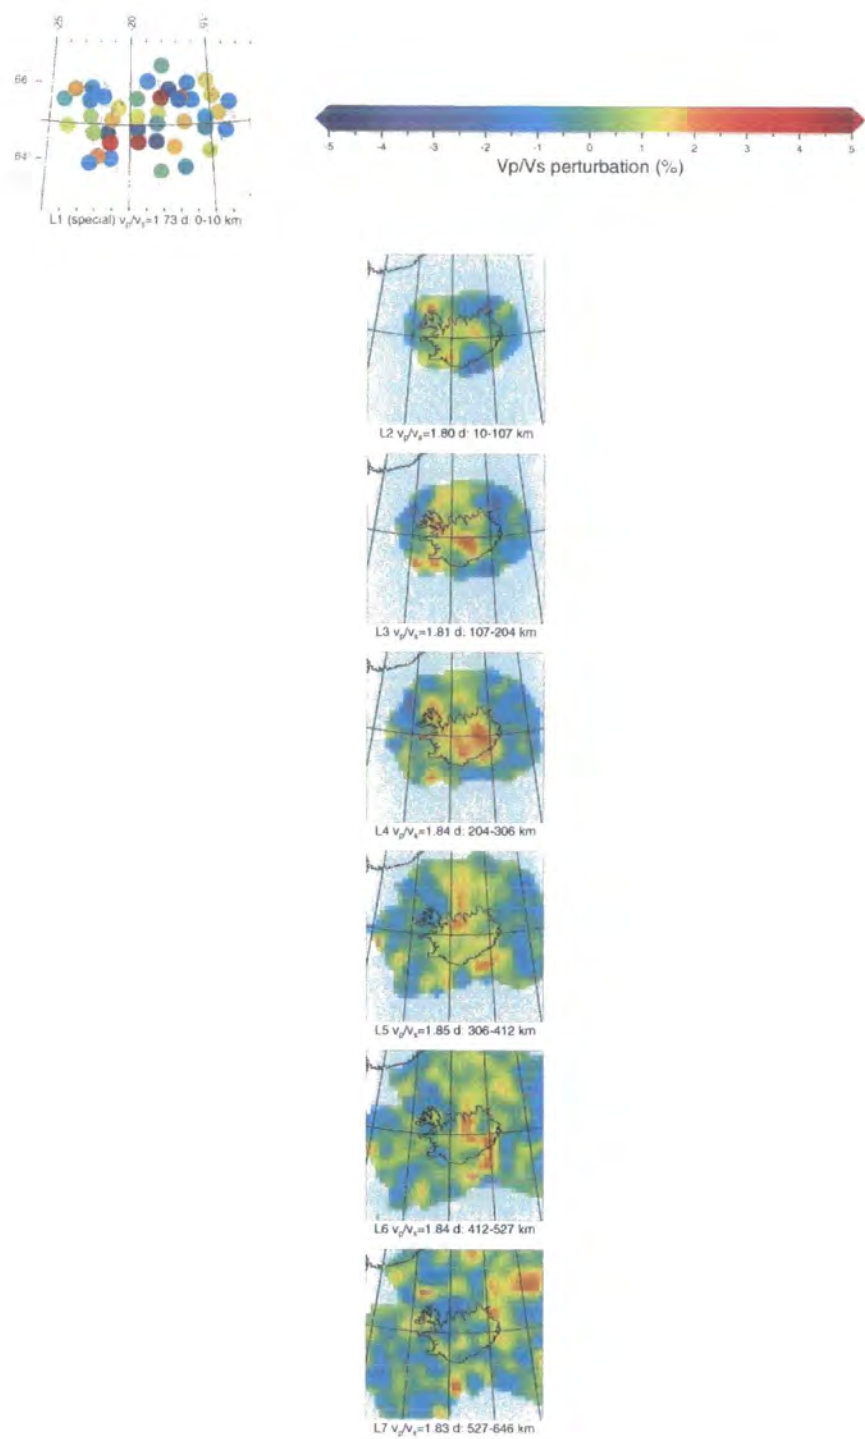 -25 -20 -15
66
64
L1 (special) vp/vs=1 73 d: 0-10 km
-5 -4 -3 -2 -1 0 1 2 3 4 5
Vp/Vs perturbation (%)
L2 vp/vs=1.80 d: 10-107 km
L3 vp/vs=1.81 d: 107-204 km
L4 vp/vs=1.84 d: 204-306 km
L5 vp/vs=1.85 d: 306-412 km
L6 vp/vs=1.84 d: 412-527 km
L7 vp/vs=1.83 d: 527-646 km